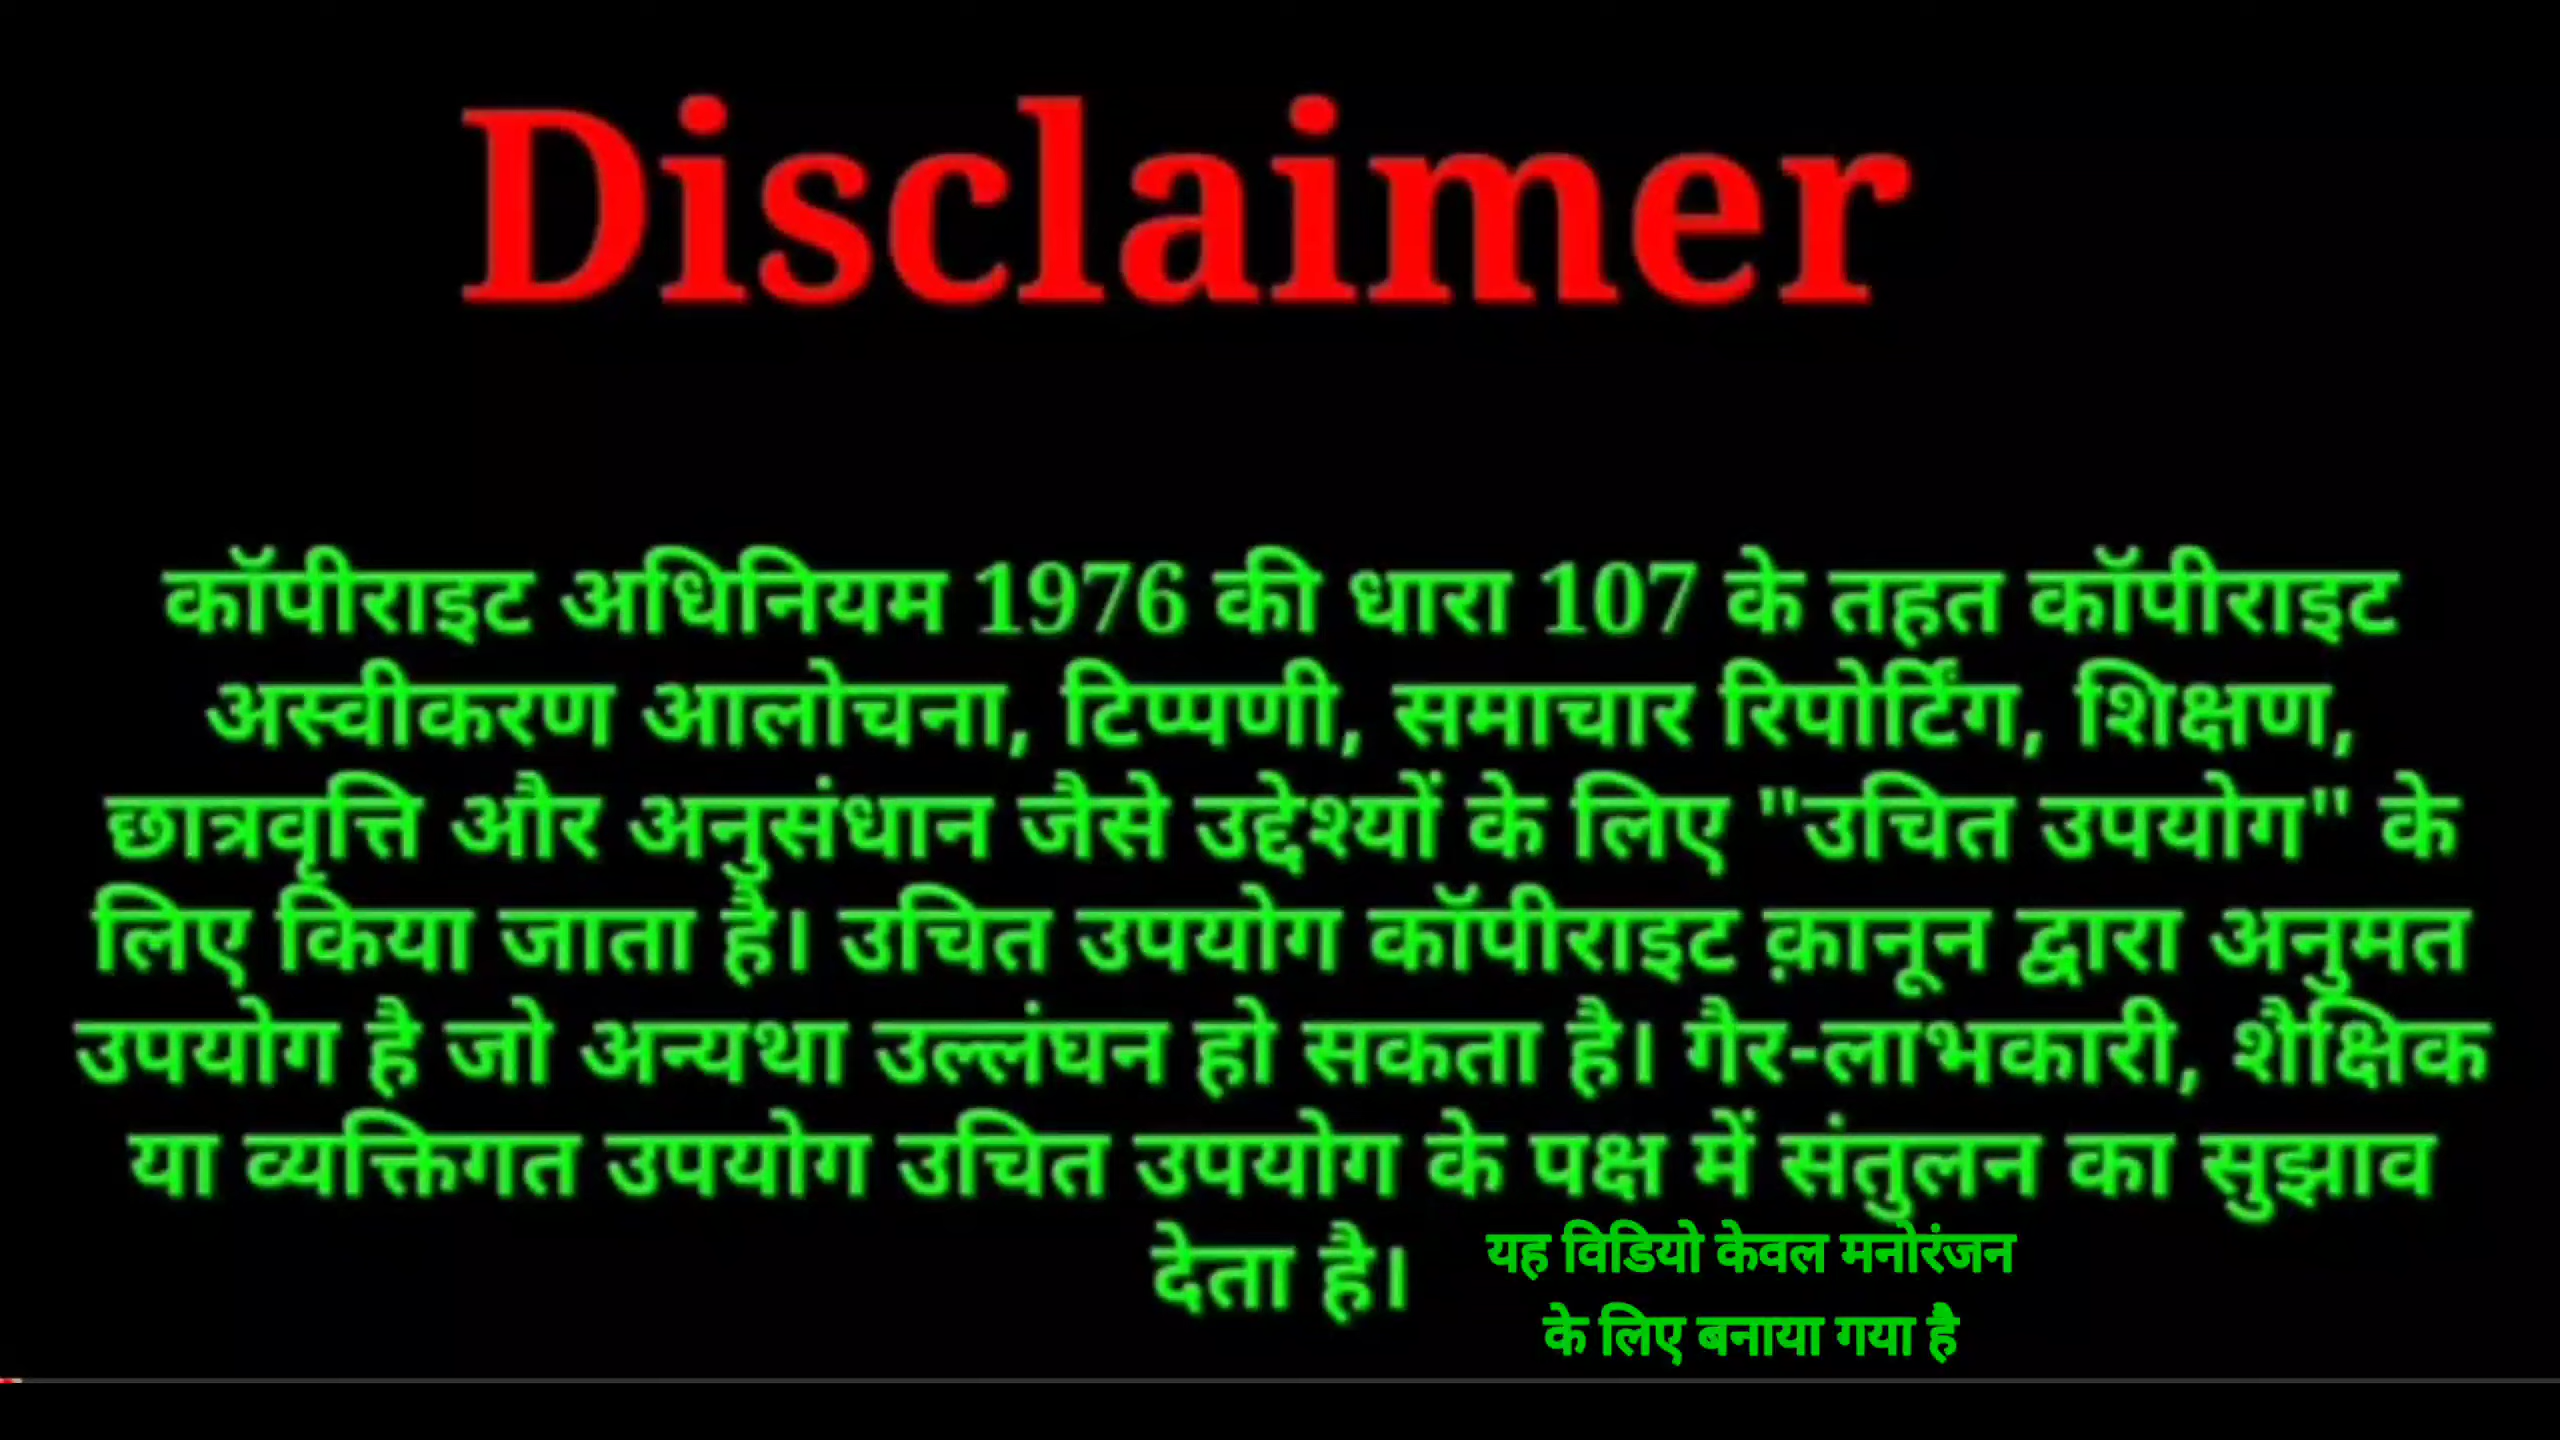 Disclaimer
कॉपीराइट अधिनियम 1976 की धारा 107 के तहत कॉपीराइट
अस्वीकरण आलोचना, टिप्पणी, समाचार रिपोर्टिंग, शिक्षण,
छात्रवृत्ति और अनुसंधान जैसे उद्देश्यों के लिए "उचित उपयोग" के
लिए किया जाता है। उचित उपयोग कॉपीराइट क़ानून द्वारा अनुमत
उपयोग है जो अन्यथा उल्लंघन हो सकता है। गैर-लाभकारी, शैक्षिक
या व्यक्तिगत उपयोग उचित उपयोग के पक्ष में संतुलन का सुझाव
देता है।
यह विडियो केवल मनोरंजन
के लिए बनाया गया है